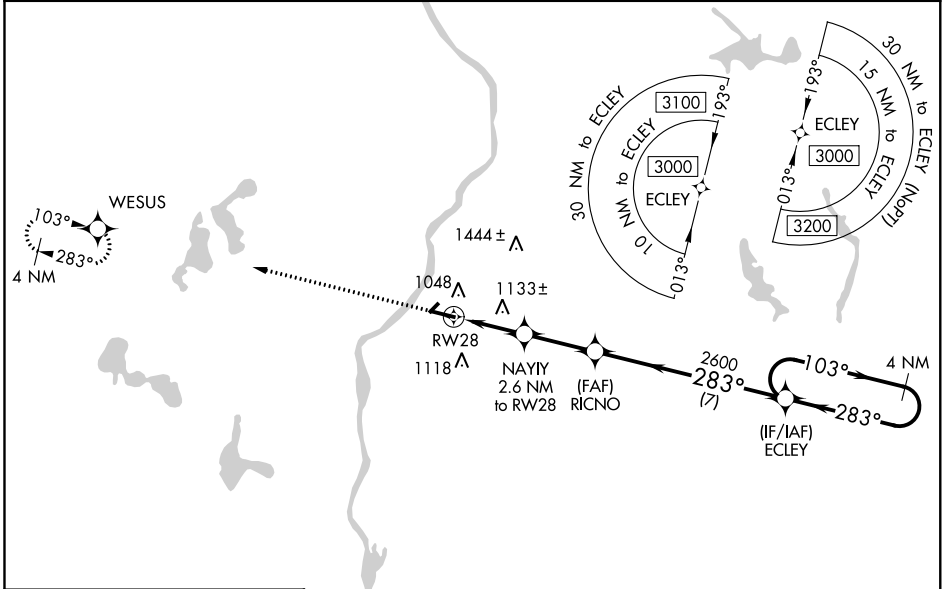 30 NM to ECLEY
3100
193°
10 NM to ECLEY
3000
ECLEY
013°
30 NM to ECLEY (NoPT)
193°
15 NM to ECLEY
ECLEY
3000
013°
3200
WESUS
103°
283°
4 NM
1444 ±
1048
1133 ±
RW28
1118
NAYIY
2.6 NM
to RW28
(FAF)
RICNO
2600
283°
(7)
103°
4 NM
283°
(IF/IAF)
ECLEY